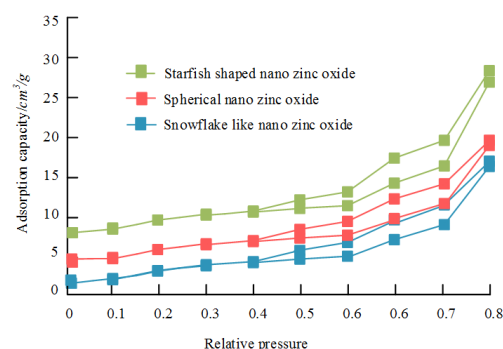 35
30
25
20
15
10
5
0
Adsorption capacity/cm³/g
Starfish shaped nano zinc oxide
Spherical nano zinc oxide
Snowflake like nano zinc oxide
0 0.1 0.2 0.3 0.4 0.5 0.6 0.6 0.7 0.8
Relative pressure